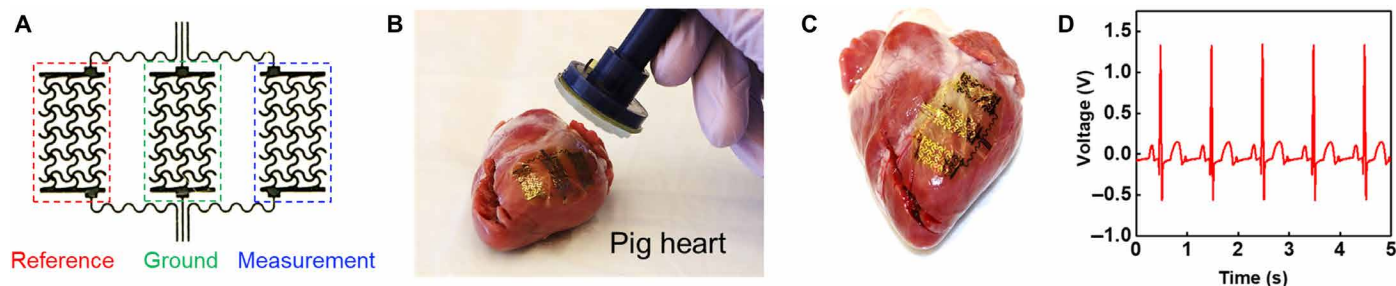 A
Reference Ground Measurement
B
Pig heart
C
D
Voltage (V)
1.5
1.0
0.5
0.0
–0.5
–1.0
0 1 2 3 4 5
Time (s)